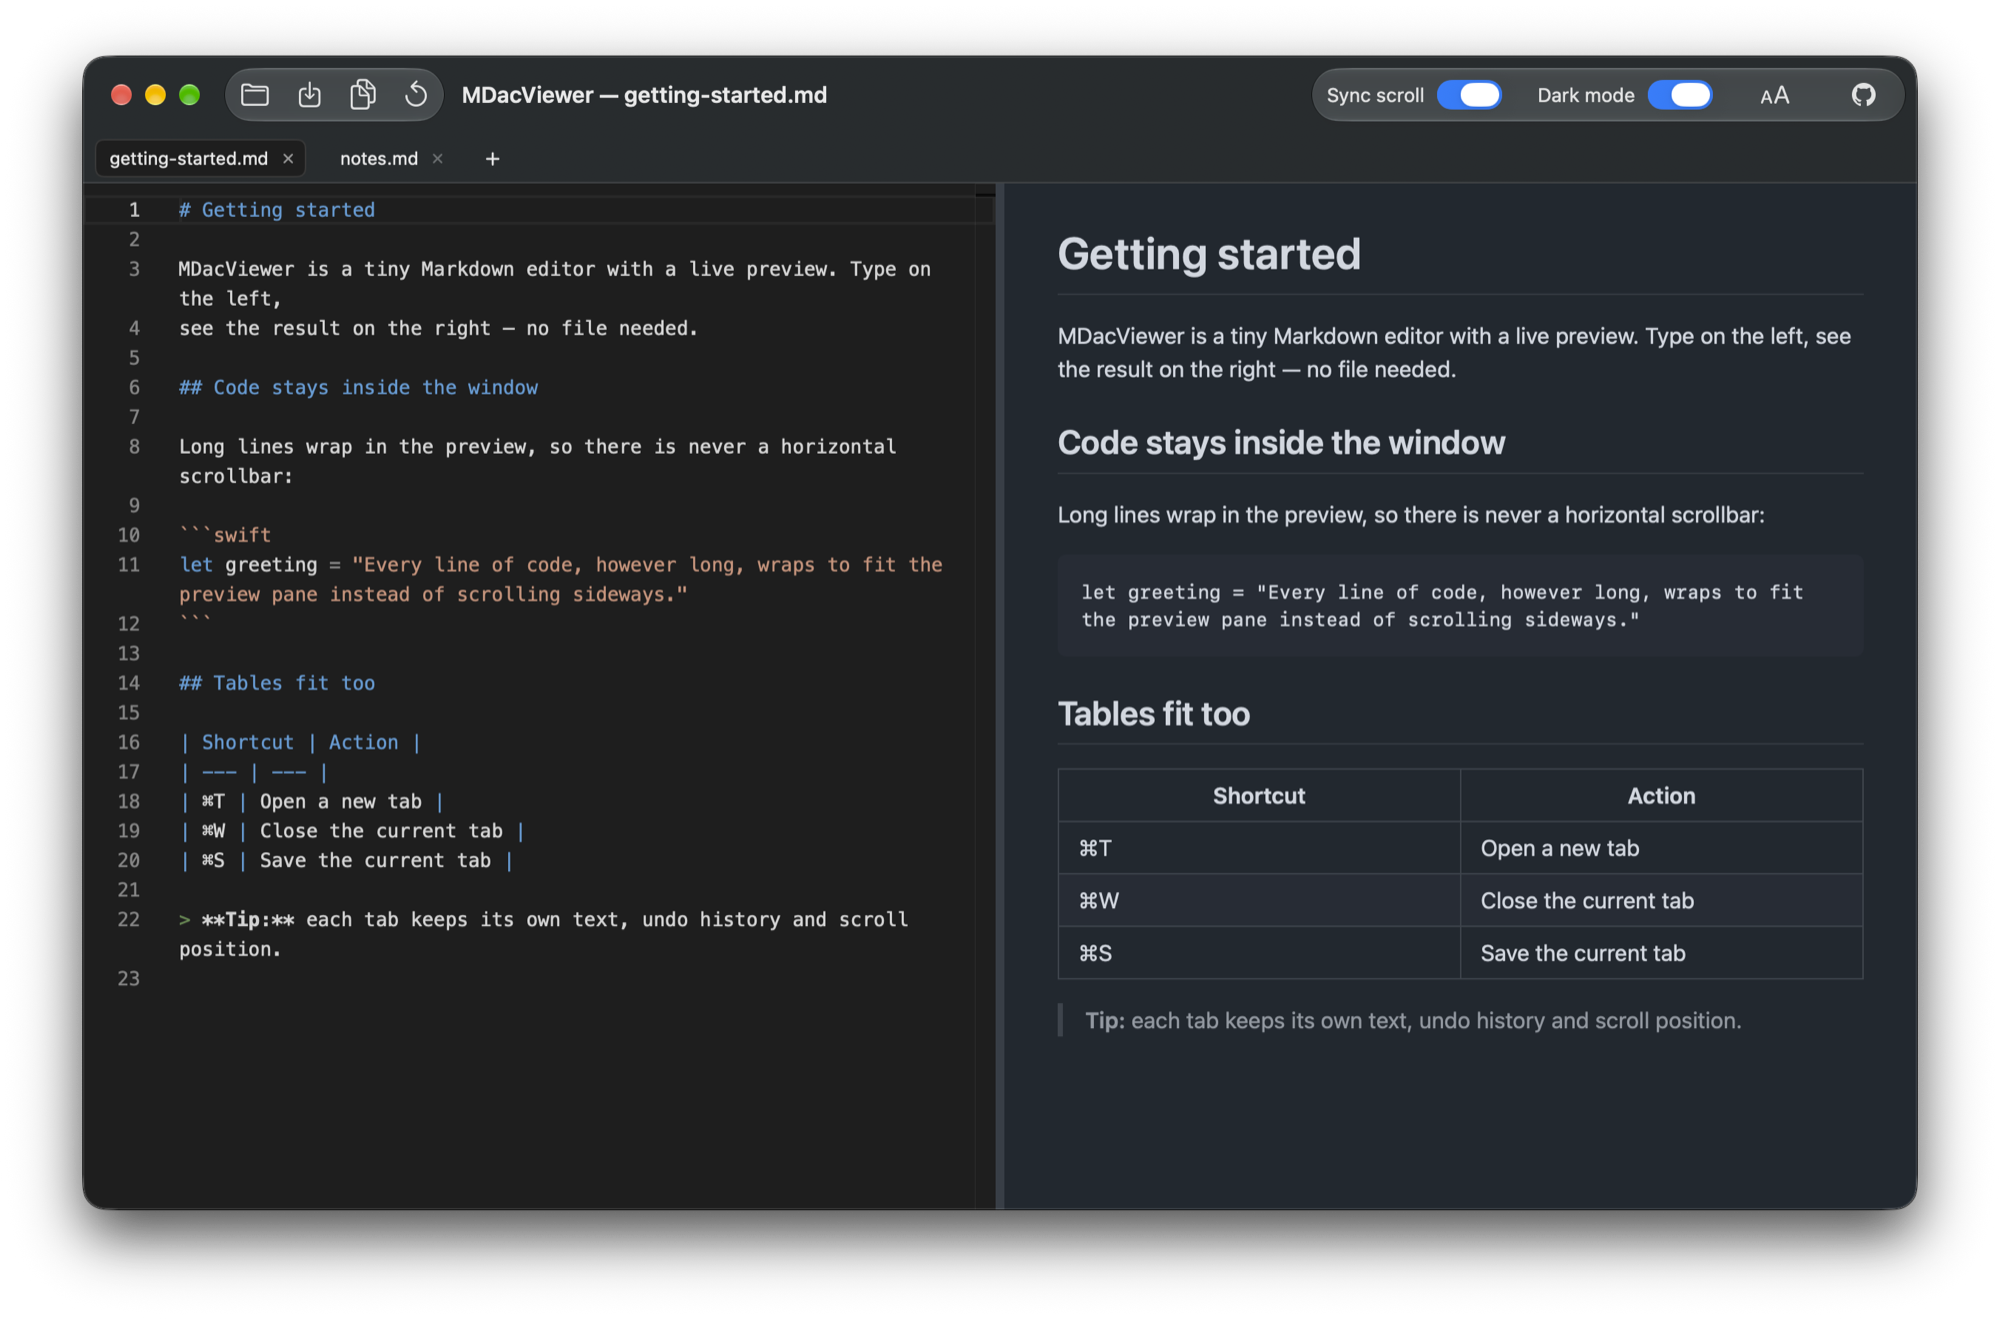 MDacViewer — getting-started.md
Sync scroll
Dark mode
AA
getting-started.md ×
notes.md ×
+
1 # Getting started
2
3 MDacViewer is a tiny Markdown editor with a live preview. Type on
the left,
4 see the result on the right — no file needed.
5
6 ## Code stays inside the window
7
8 Long lines wrap in the preview, so there is never a horizontal
scrollbar:
9
10 ```swift
11 let greeting = "Every line of code, however long, wraps to fit the
preview pane instead of scrolling sideways."
12 ```
13
14 ## Tables fit too
15
16 | Shortcut | Action |
17 | --- | --- |
18 | ⌘T | Open a new tab |
19 | ⌘W | Close the current tab |
20 | ⌘S | Save the current tab |
21
22 > **Tip:** each tab keeps its own text, undo history and scroll
position.
23
Getting started
MDacViewer is a tiny Markdown editor with a live preview. Type on the left, see
the result on the right — no file needed.
Code stays inside the window
Long lines wrap in the preview, so there is never a horizontal scrollbar:
let greeting = "Every line of code, however long, wraps to fit
the preview pane instead of scrolling sideways."
Tables fit too
Shortcut Action
⌘T Open a new tab
⌘W Close the current tab
⌘S Save the current tab
Tip: each tab keeps its own text, undo history and scroll position.